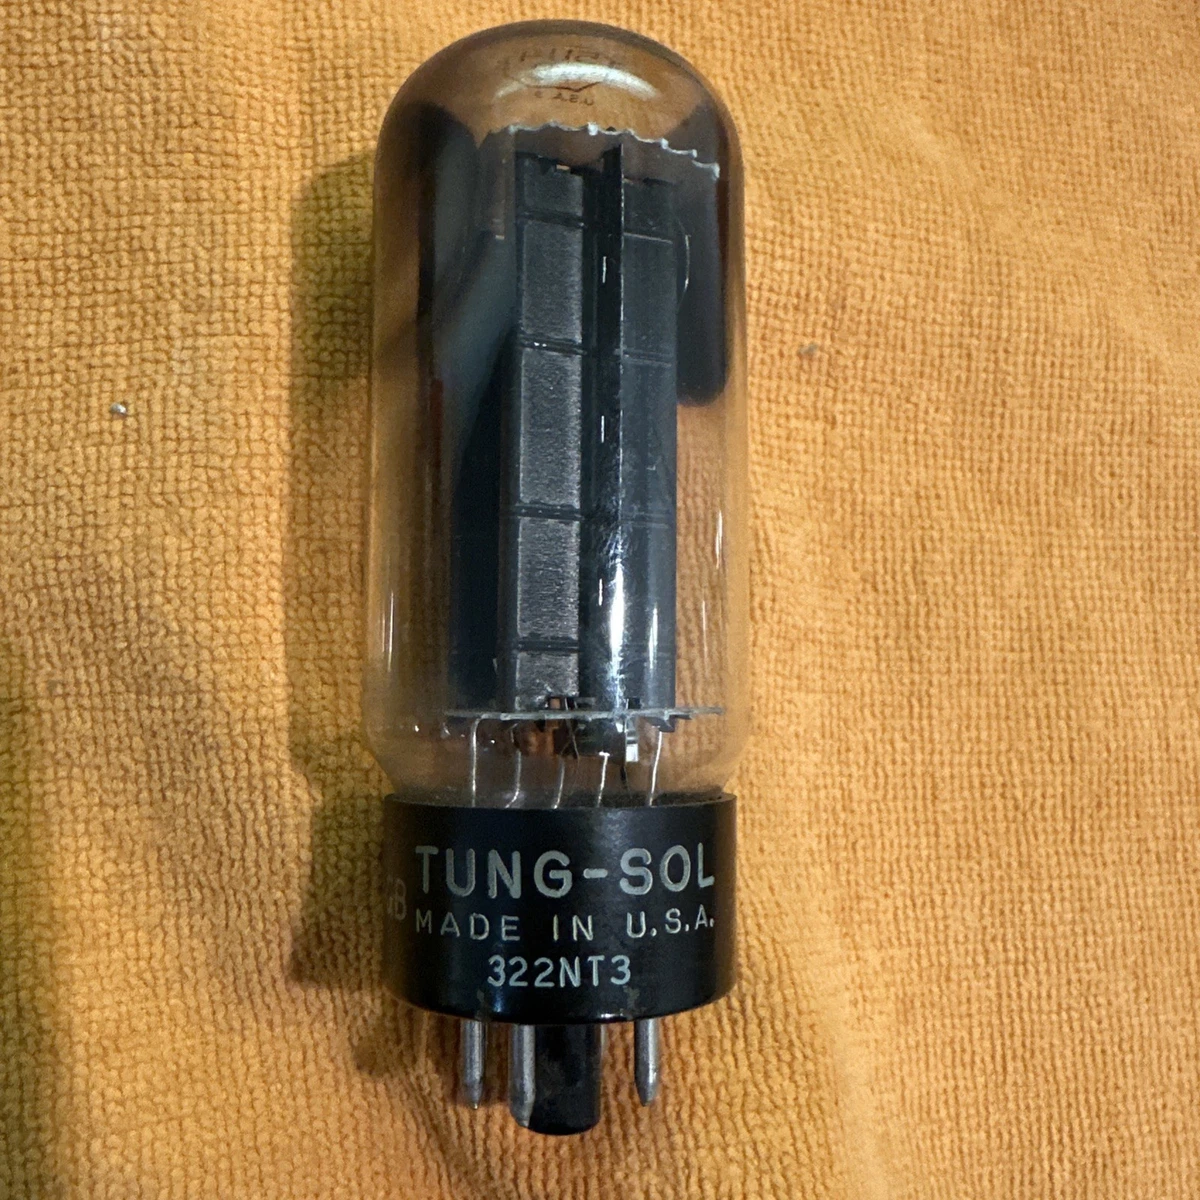 TUNG-SOL
MADE IN U.S.A.
322NT3